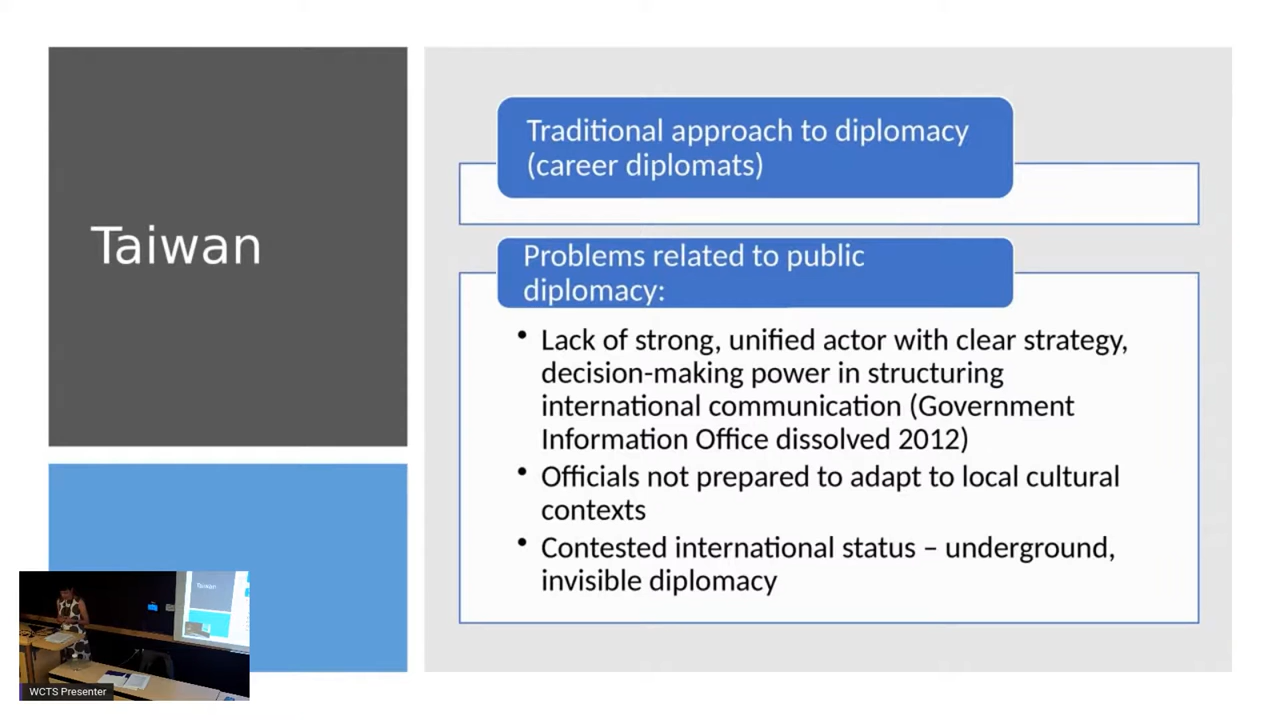 Taiwan
Traditional approach to diplomacy
(career diplomats)
Problems related to public
diplomacy:
• Lack of strong, unified actor with clear strategy,
decision-making power in structuring
international communication (Government
Information Office dissolved 2012)
• Officials not prepared to adapt to local cultural
contexts
• Contested international status – underground,
invisible diplomacy
Taiwan
WCTS Presenter